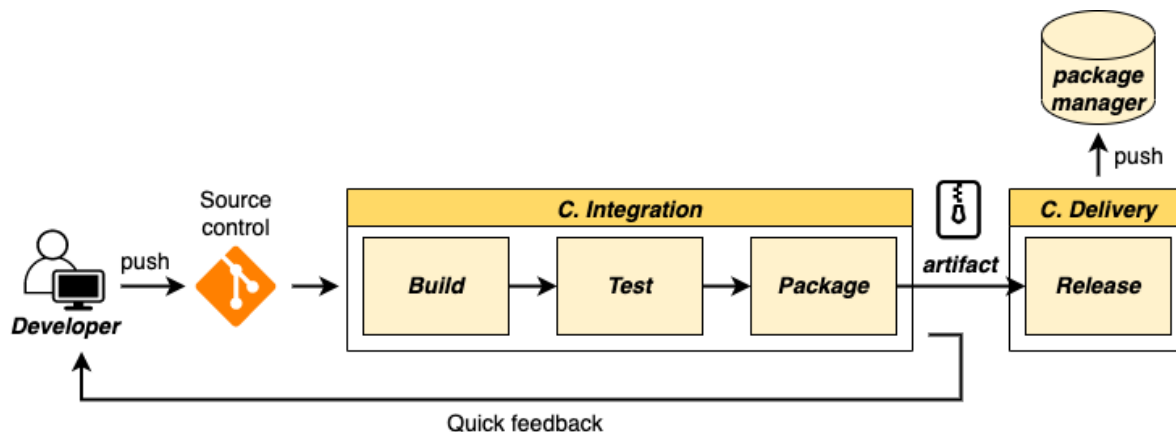 package
manager
push
Source
control
C. Integration
C. Delivery
push
Build
Test
Package
artifact
Release
Developer
Quick feedback